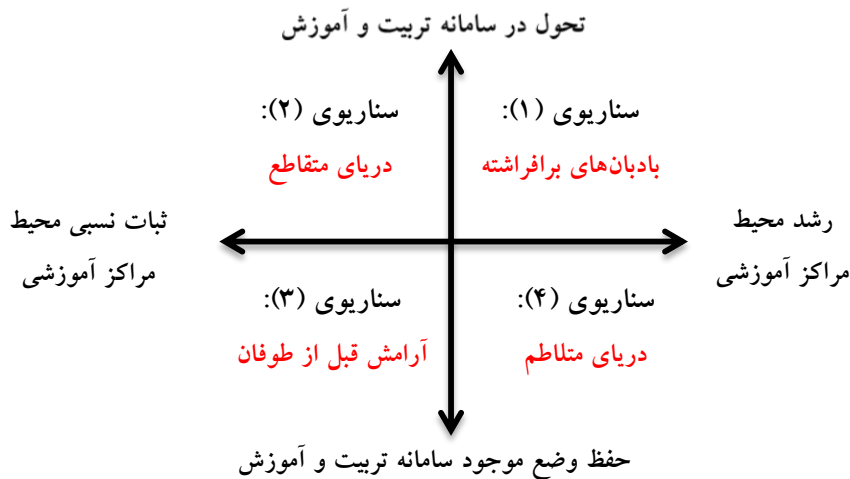 تحول در سامانه تربیت و آموزش
سناریوی (۱):
بادبان‌های برافراشته
سناریوی (۲):
دریای متقاطع
رشد محیط
مراکز آموزشی
ثبات نسبی محیط
مراکز آموزشی
سناریوی (۴):
دریای متلاطم
سناریوی (۳):
آرامش قبل از طوفان
حفظ وضع موجود سامانه تربیت و آموزش